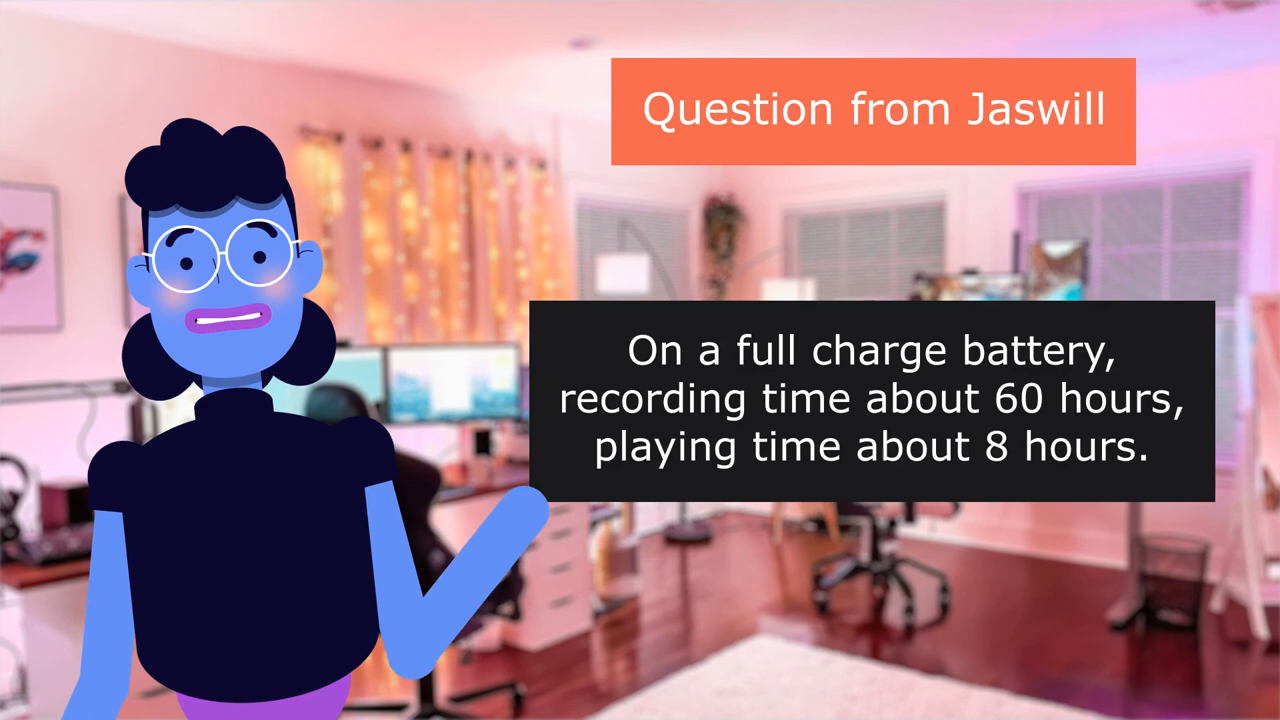 Question from Jaswill
On a full charge battery,
recording time about 60 hours,
playing time about 8 hours.